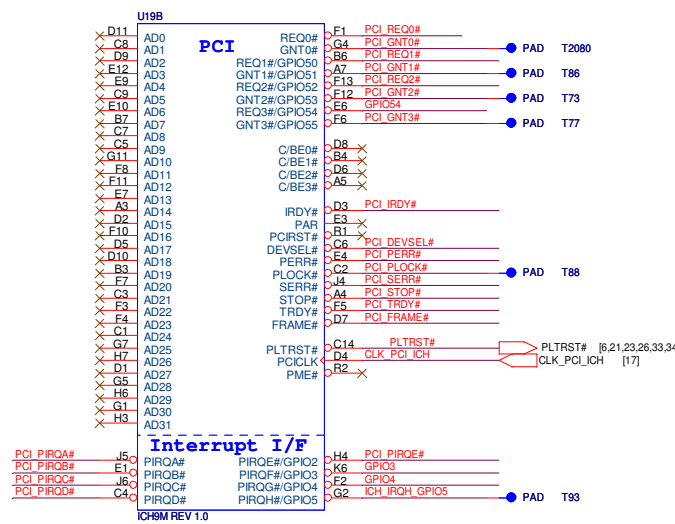 U19B
PCI
D11 AD0 REQ0# F1 PCI_REQ0#
C8 AD1 GNT0# G4 PCI_GNT0# PAD T2080
D9 AD2 REQ1#/GPIO50 B6 PCI_REQ1#
E12 AD3 GNT1#/GPIO51 A7 PCI_GNT1# PAD T86
E9 AD4 REQ2#/GPIO52 F13 PCI_REQ2#
C9 AD5 GNT2#/GPIO53 F12 PCI_GNT2# PAD T73
E10 AD6 REQ3#/GPIO54 E6 GPIO54
B7 AD7 GNT3#/GPIO55 F6 PCI_GNT3# PAD T77
C7 AD8
C5 AD9 C/BE0# D8
G11 AD10 C/BE1# B4
F8 AD11 C/BE2# D6
F11 AD12 C/BE3# A5
E7 AD13
A3 AD14 IRDY# D3 PCI_IRDY#
D2 AD15 PAR E3
F10 AD16 PCIRST# R1
D5 AD17 DEVSEL# C6 PCI_DEVSEL#
D10 AD18 PERR# E4 PCI_PERR#
B3 AD19 PLOCK# C2 PCI_PLOCK# PAD T88
F7 AD20 SERR# J4 PCI_SERR#
C3 AD21 STOP# A4 PCI_STOP#
F3 AD22 TRDY# F5 PCI_TRDY#
F4 AD23 FRAME# D7 PCI_FRAME#
C1 AD24
G7 AD25 PLTRST# C14 PLTRST# PLTRST# [6,21,23,26,33,34
H7 AD26 PCICLK D4 CLK_PCI_ICH CLK_PCI_ICH [17]
D1 AD27 PME# R2
G5 AD28
H6 AD29
G1 AD30
H3 AD31
Interrupt I/F
PCI_PIRQA# J5 PIRQA# PIRQE#/GPIO2 H4 PCI_PIRQE#
PCI_PIRQB# E1 PIRQB# PIRQF#/GPIO3 K6 GPIO3
PCI_PIRQC# J6 PIRQC# PIRQG#/GPIO4 F2 GPIO4
PCI_PIRQD# C4 PIRQD# PIRQH#/GPIO5 G2 ICH_IRQH_GPIO5 PAD T93
ICH9M REV 1.0